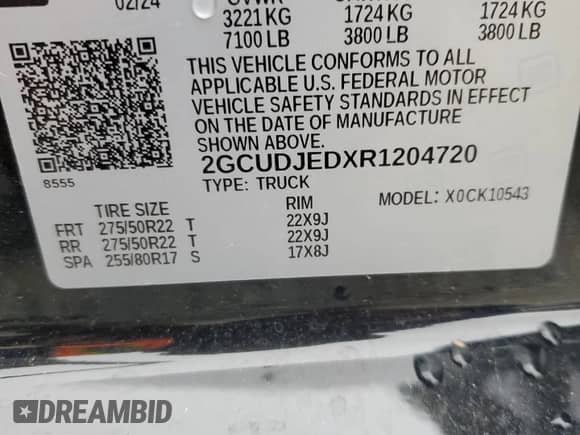 02/24
GVWR
3221 KG 1724 KG 1724 KG
7100 LB 3800 LB 3800 LB
THIS VEHICLE CONFORMS TO ALL
APPLICABLE U.S. FEDERAL MOTOR
VEHICLE SAFETY STANDARDS IN EFFECT
ON THE DATE OF MANUFACTURE
SHOWN ABOVE.
8555
2GCUDJEDXR1204720
TYPE: TRUCK
MODEL: X0CK10543
TIRE SIZE RIM
FRT 275/50R22 T 22X9J
RR 275/50R22 T 22X9J
SPA 255/80R17 S 17X8J
DREAMBID